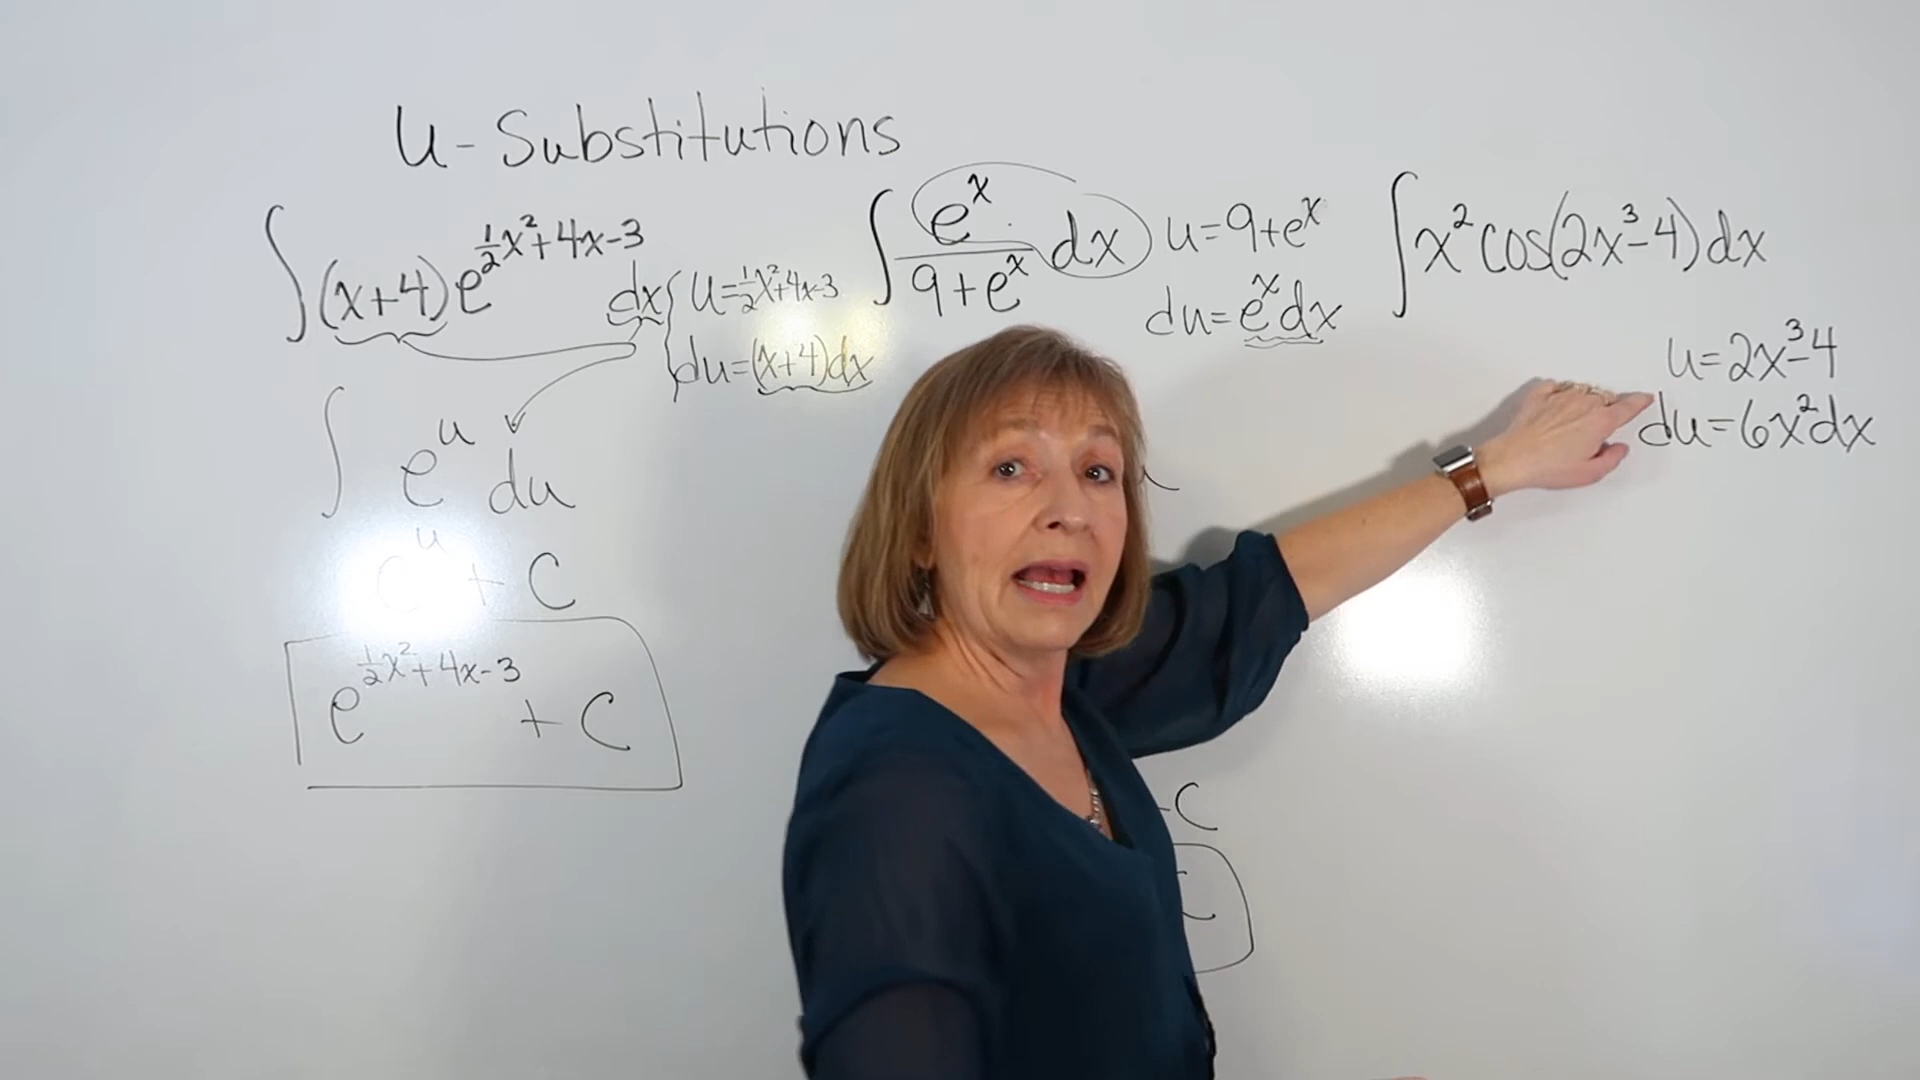 U-Substitutions
∫(x+4)e^{½x²+4x-3} dx
u=½x²+4x-3
du=(x+4)dx
∫ e^u du
e^u + C
e^{½x²+4x-3} + C
∫ e^x/(9+e^x) dx
u=9+e^x
du=e^x dx
-C
∫x² cos(2x³-4)dx
u=2x³-4
du=6x²dx